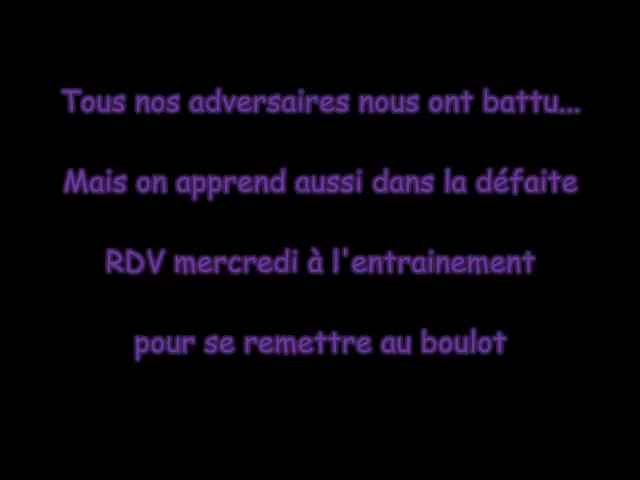 Tous nos adversaires nous ont battu...
Mais on apprend aussi dans la défaite
RDV mercredi à l'entrainement
pour se remettre au boulot